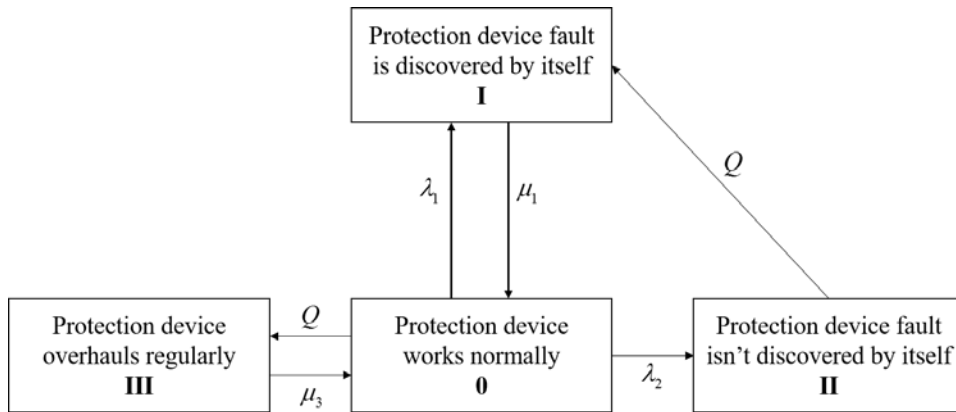 Protection device fault
is discovered by itself
I
λ₁
μ₁
Q
Protection device
overhauls regularly
III
Q
μ₃
Protection device
works normally
0
λ₂
Protection device fault
isn't discovered by itself
II